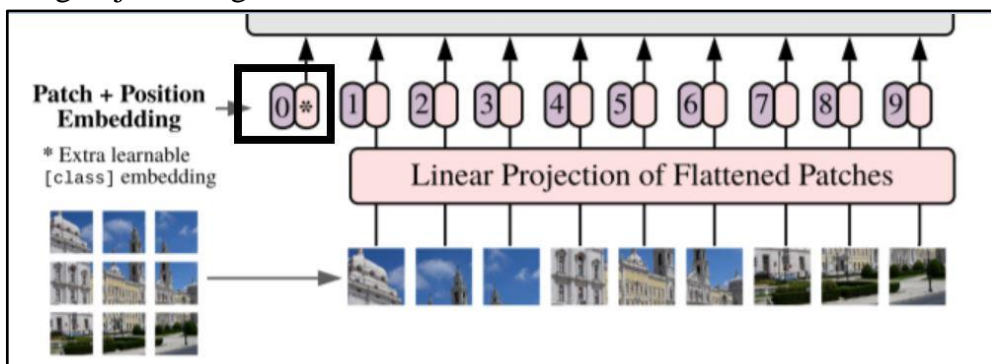 Patch + Position
Embedding
* Extra learnable
[class] embedding
0 * 1 2 3 4 5 6 7 8 9
Linear Projection of Flattened Patches